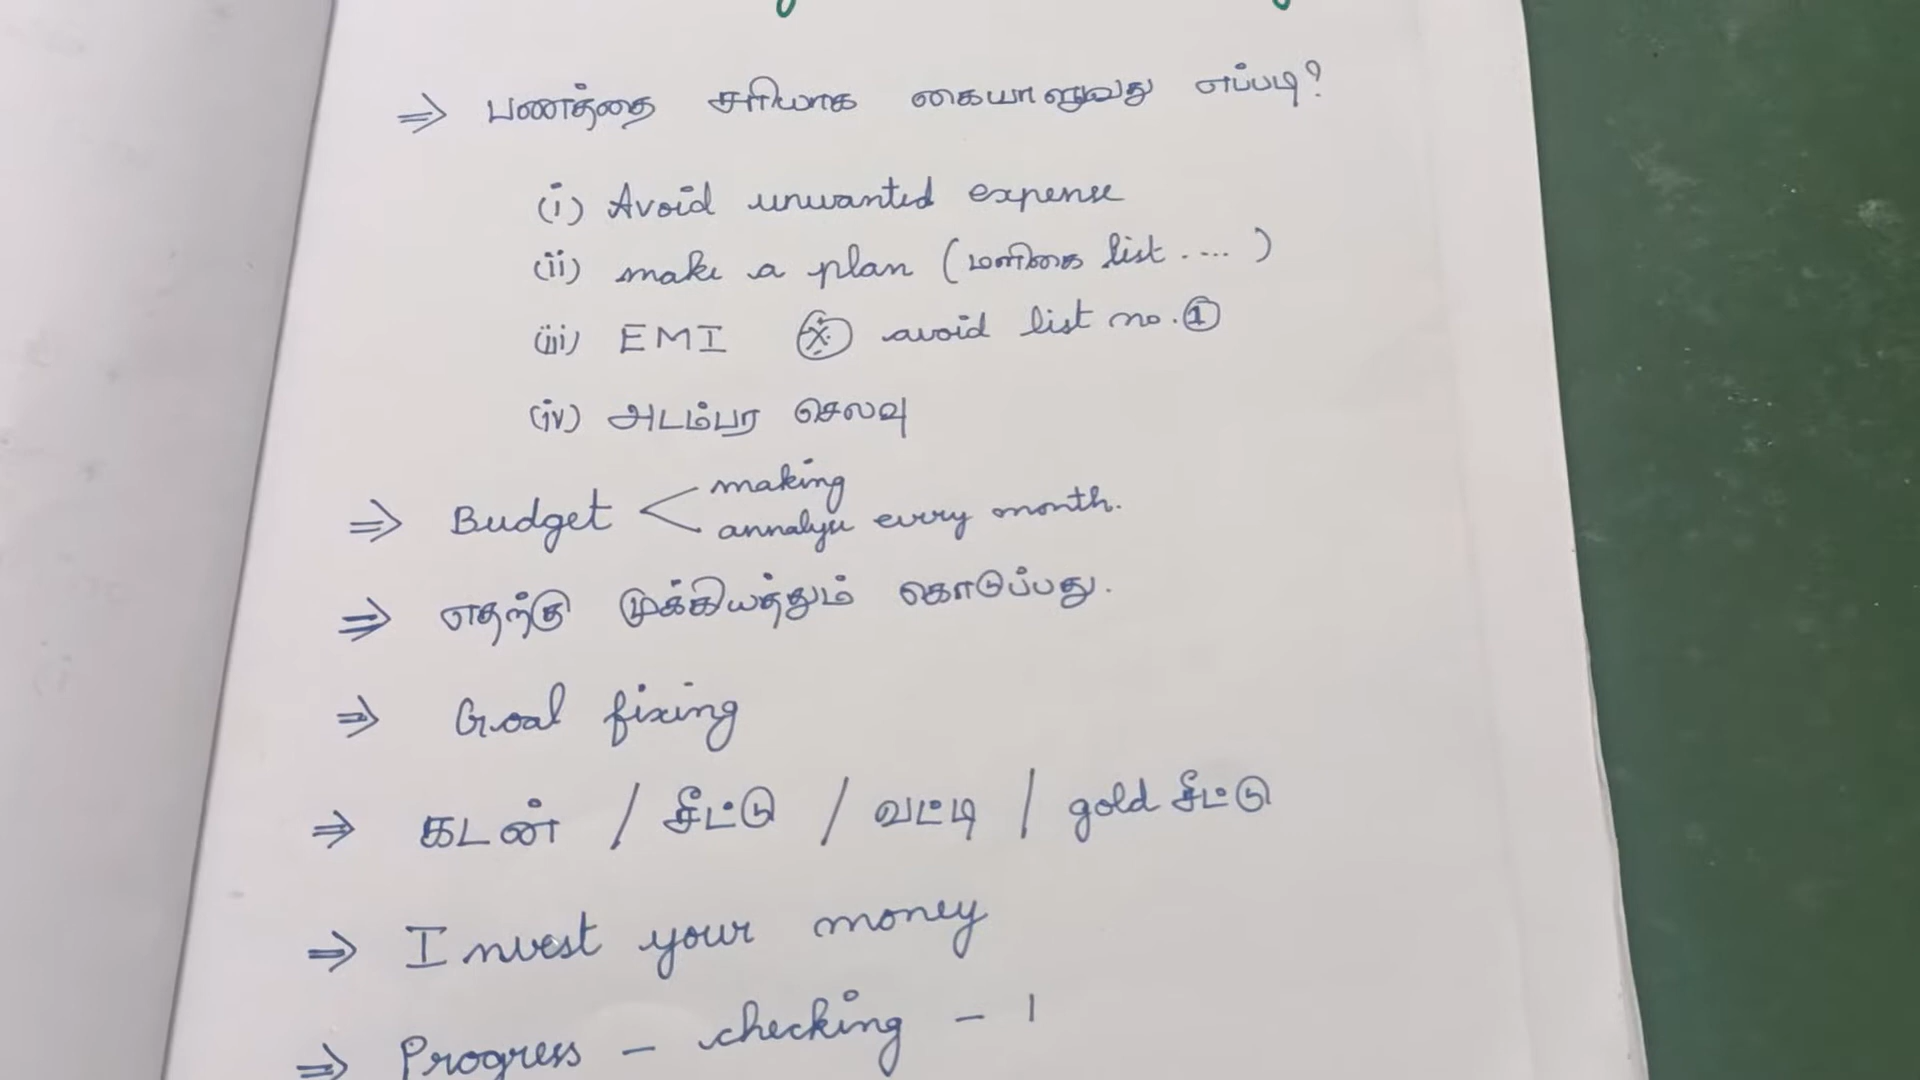 ⇒ பணத்தை சரியாக கையாளுவது எப்படி?
(i) Avoid unwanted expense
(ii) make a plan (மளிகை list ....)
(iii) EMI ⓧ avoid list no. ①
(iv) அடம்பர செலவு
⇒ Budget < making
annalyse every month.
⇒ எதற்கு முக்கியத்தும் கொடுப்பது.
⇒ Goal fixing
⇒ கடன் / சீட்டு / வட்டி / gold சீட்டு
⇒ Invest your money
⇒ Progress - checking - 1